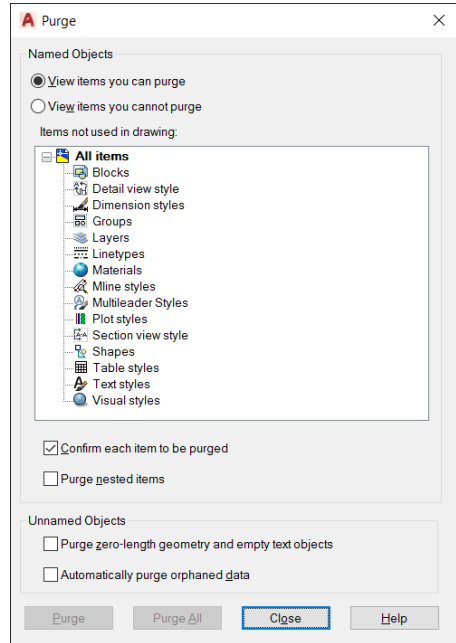 Purge
Named Objects
View items you can purge
View items you cannot purge
Items not used in drawing:
All items
Blocks
Detail view style
Dimension styles
Groups
Layers
Linetypes
Materials
Mline styles
Multileader Styles
Plot styles
Section view style
Shapes
Table styles
Text styles
Visual styles
Confirm each item to be purged
Purge nested items
Unnamed Objects
Purge zero-length geometry and empty text objects
Automatically purge orphaned data
Purge Purge All Close Help